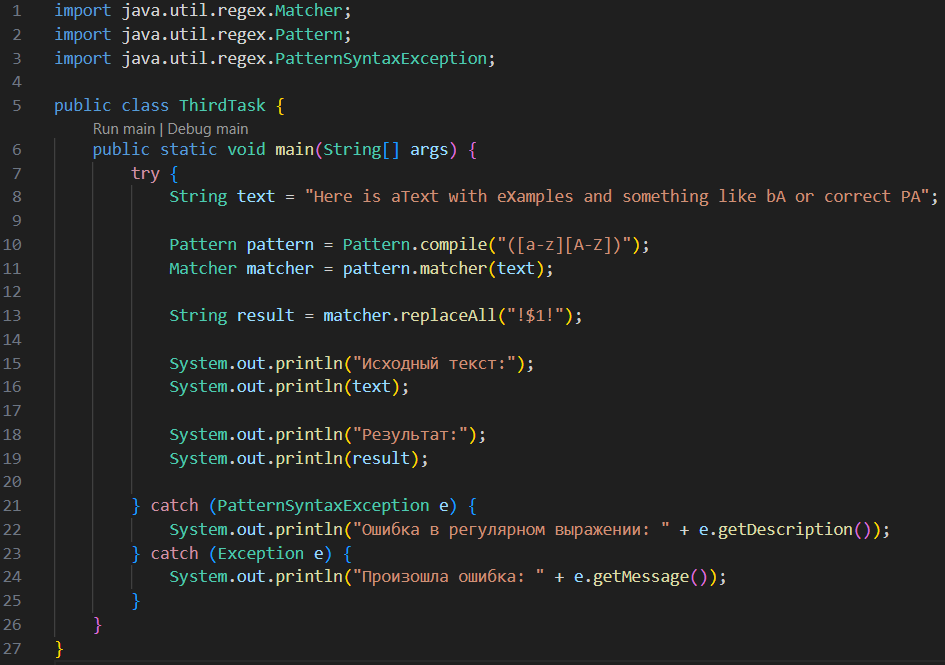 1 import java.util.regex.Matcher;
2 import java.util.regex.Pattern;
3 import java.util.regex.PatternSyntaxException;
4
5 public class ThirdTask {
Run main | Debug main
6 public static void main(String[] args) {
7 try {
8 String text = "Here is aText with eXamples and something like bA or correct PA";
9
10 Pattern pattern = Pattern.compile("([a-z][A-Z])");
11 Matcher matcher = pattern.matcher(text);
12
13 String result = matcher.replaceAll("!$1!");
14
15 System.out.println("Исходный текст:");
16 System.out.println(text);
17
18 System.out.println("Результат:");
19 System.out.println(result);
20
21 } catch (PatternSyntaxException e) {
22 System.out.println("Ошибка в регулярном выражении: " + e.getDescription());
23 } catch (Exception e) {
24 System.out.println("Произошла ошибка: " + e.getMessage());
25 }
26 }
27 }